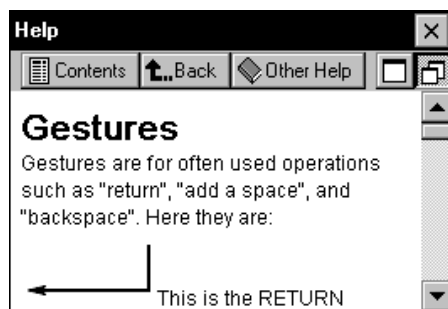 Help
Contents
Back
Other Help
Gestures
Gestures are for often used operations
such as "return", "add a space", and
"backspace". Here they are:
This is the RETURN